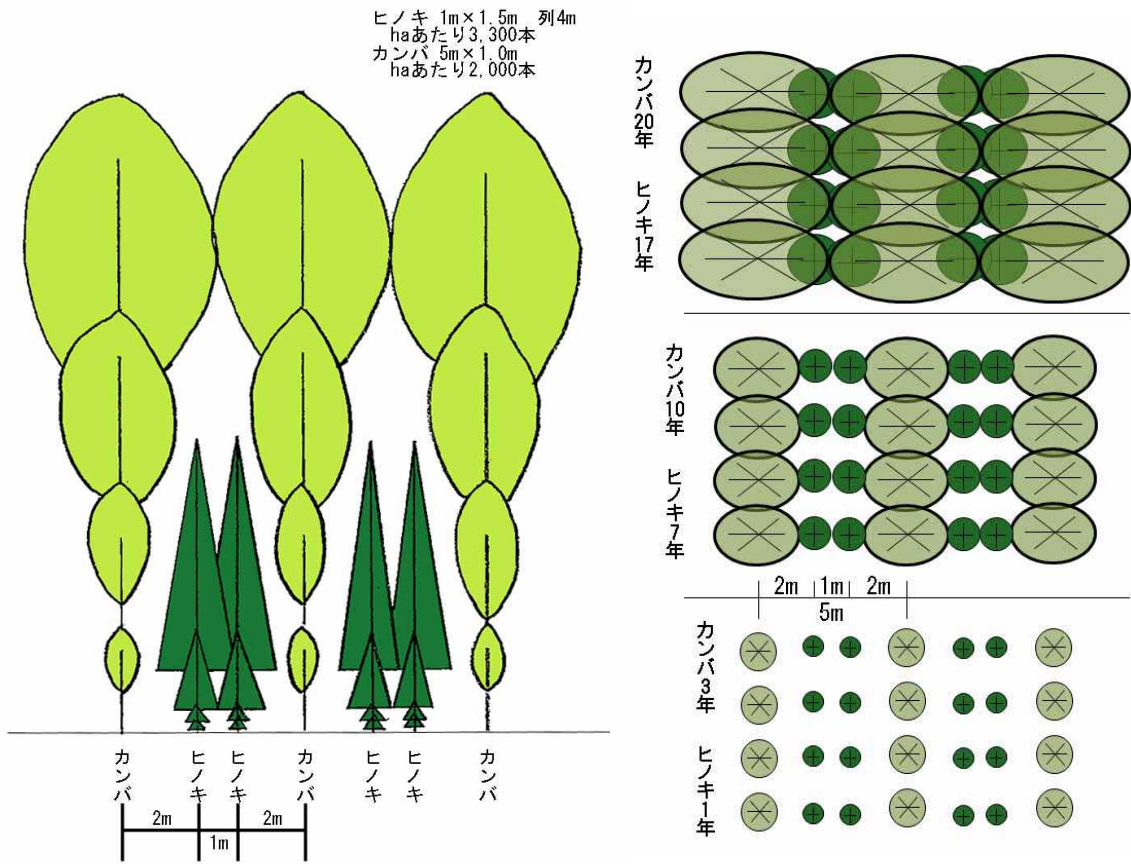 ヒノキ 1m×1.5m 列4m
haあたり3,300本
カンバ 5m×1.0m
haあたり2,000本
カンバ
ヒノキ
ヒノキ
カンバ
ヒノキ
ヒノキ
カンバ
2m
1m
2m
カンバ20年
ヒノキ17年
カンバ10年
ヒノキ7年
2m 1m 2m
5m
カンバ3年
ヒノキ1年